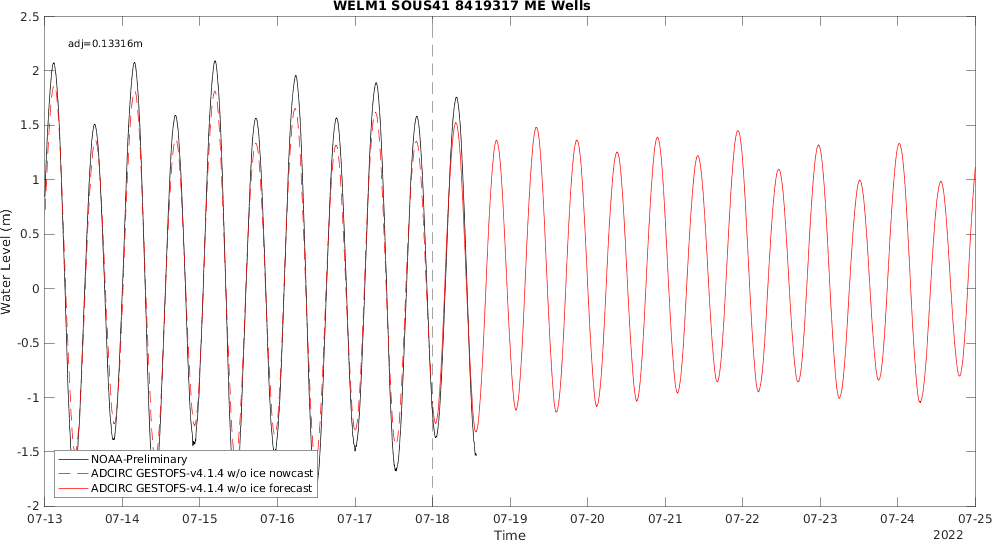 WELM1 SOUS41 8419317 ME Wells
adj=0.13316m
2.5
2
1.5
1
0.5
0
-0.5
-1
-1.5
-2
Water Level (m)
NOAA-Preliminary
ADCIRC GESTOFS-v4.1.4 w/o ice nowcast
ADCIRC GESTOFS-v4.1.4 w/o ice forecast
07-13 07-14 07-15 07-16 07-17 07-18 07-19 07-20 07-21 07-22 07-23 07-24 07-25
Time
2022